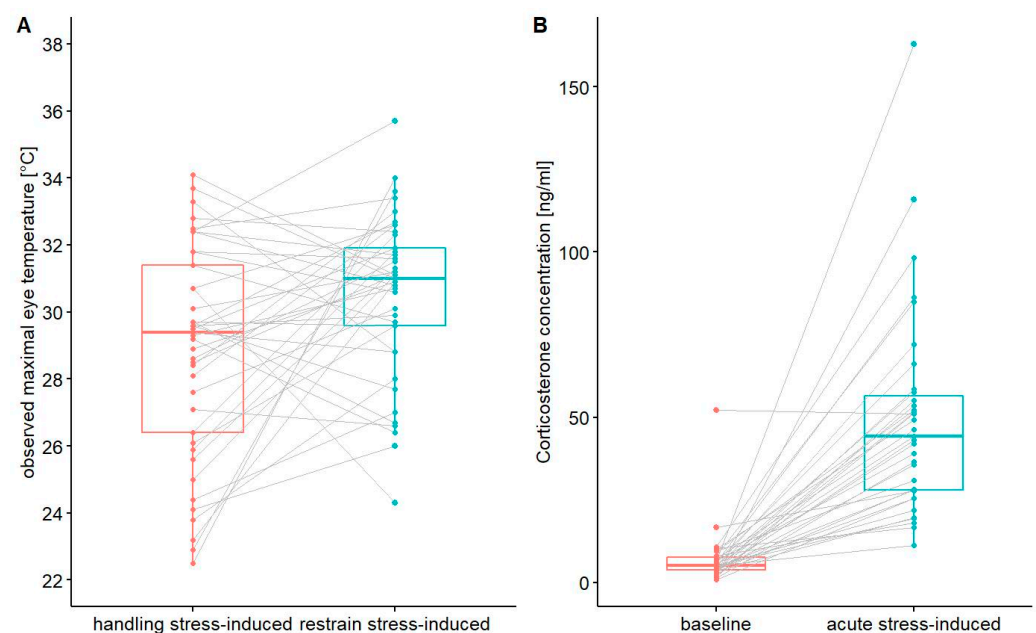 A
observed maximal eye temperature [°C]
38
36
34
32
30
28
26
24
22
handling stress-induced
restrain stress-induced
B
Corticosterone concentration [ng/ml]
150
100
50
0
baseline
acute stress-induced